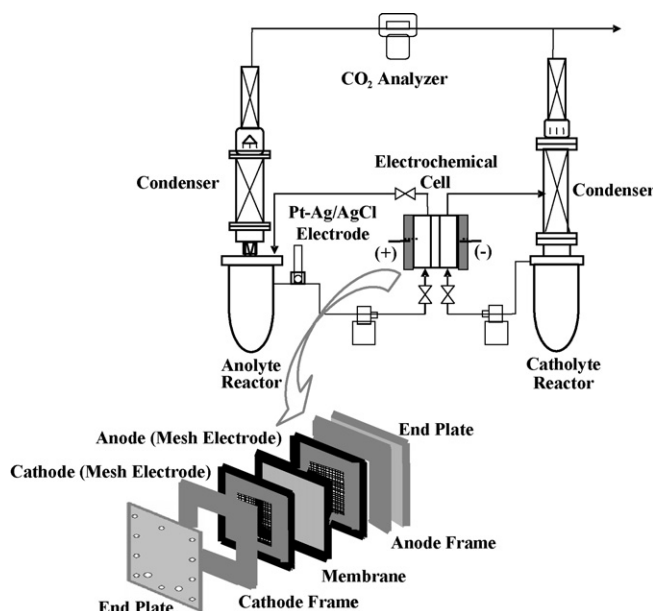 CO₂ Analyzer
Electrochemical
Cell
Condenser
Condenser
Pt-Ag/AgCl
Electrode
(+)
(-)
Anolyte
Reactor
Catholyte
Reactor
End Plate
Anode (Mesh Electrode)
Cathode (Mesh Electrode)
Anode Frame
Membrane
Cathode Frame
End Plate